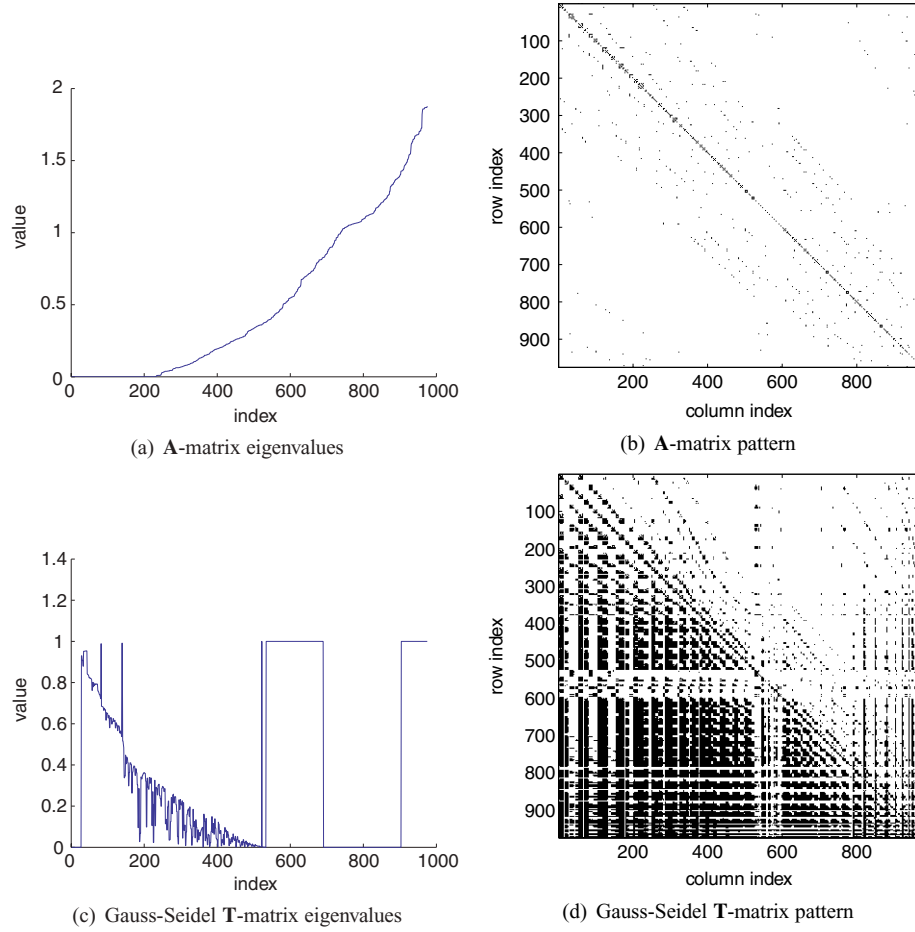 2
1.5
1
0.5
0
value
0 200 400 600 800 1000
index
(a) A-matrix eigenvalues
100
200
300
400
500
600
700
800
900
row index
200 400 600 800
column index
(b) A-matrix pattern
1.4
1.2
1
0.8
0.6
0.4
0.2
0
value
0 200 400 600 800 1000
index
(c) Gauss-Seidel T-matrix eigenvalues
100
200
300
400
500
600
700
800
900
row index
200 400 600 800
column index
(d) Gauss-Seidel T-matrix pattern